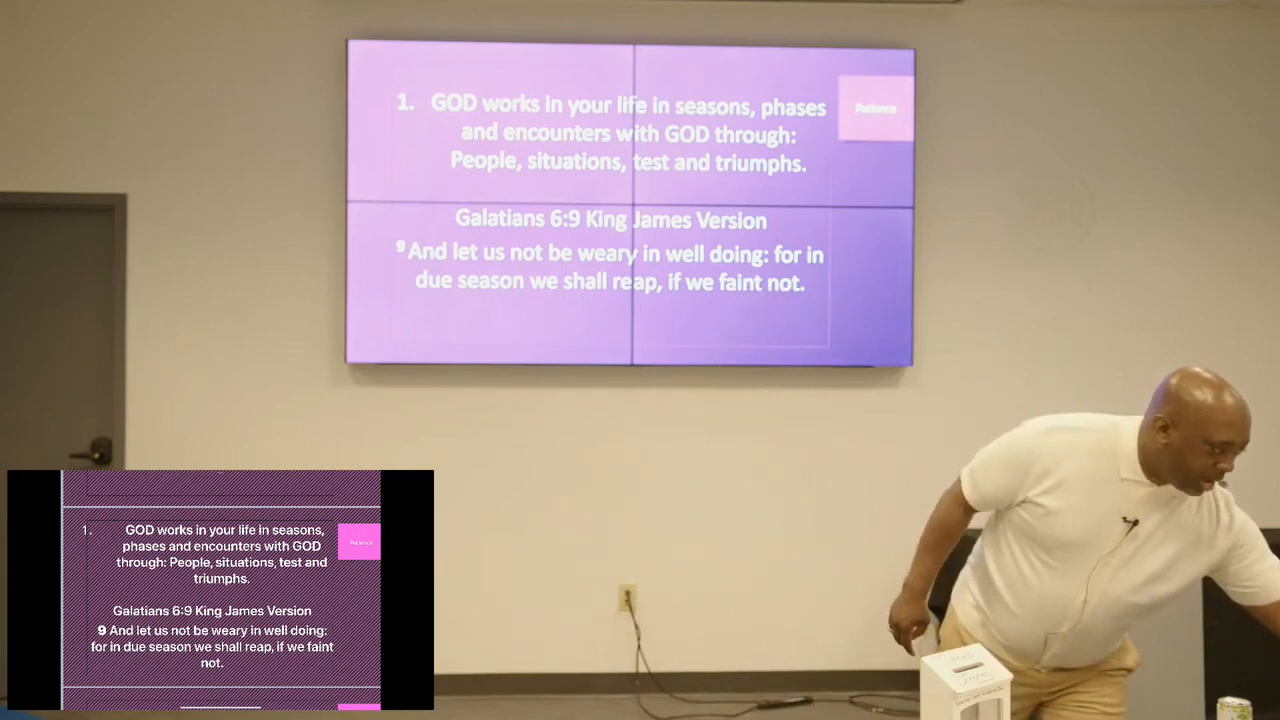 1. GOD works in your life in seasons, phases
and encounters with GOD through:
People, situations, test and triumphs.
Patience
Galatians 6:9 King James Version
9 And let us not be weary in well doing: for in
due season we shall reap, if we faint not.
1. GOD works in your life in seasons,
phases and encounters with GOD
through: People, situations, test and
triumphs.
Patience
Galatians 6:9 King James Version
9 And let us not be weary in well doing:
for in due season we shall reap, if we faint
not.